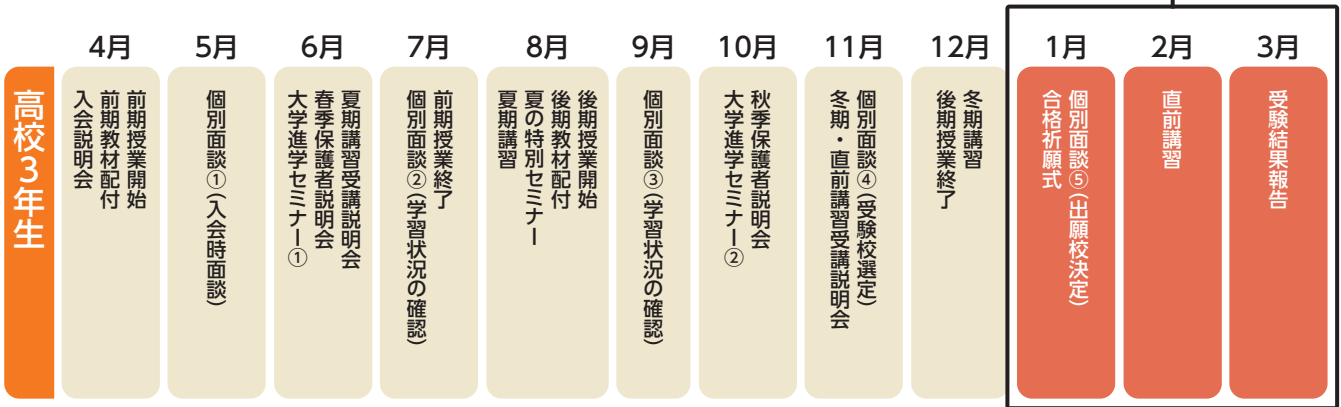 高校3年生
4月
前期授業開始
前期教材配付
入会説明会
5月
個別面談①(入会時面談)
6月
夏期講習受講説明会
春季保護者説明会
大学進学セミナー①
7月
前期授業終了
個別面談②(学習状況の確認)
8月
後期授業開始
後期教材配付
夏の特別セミナー
夏期講習
9月
個別面談③(学習状況の確認)
10月
秋季保護者説明会
大学進学セミナー②
11月
個別面談④(受験校選定)
冬期・直前講習受講説明会
12月
冬期講習
後期授業終了
1月
個別面談⑤(出願校決定)
合格祈願式
2月
直前講習
3月
受験結果報告